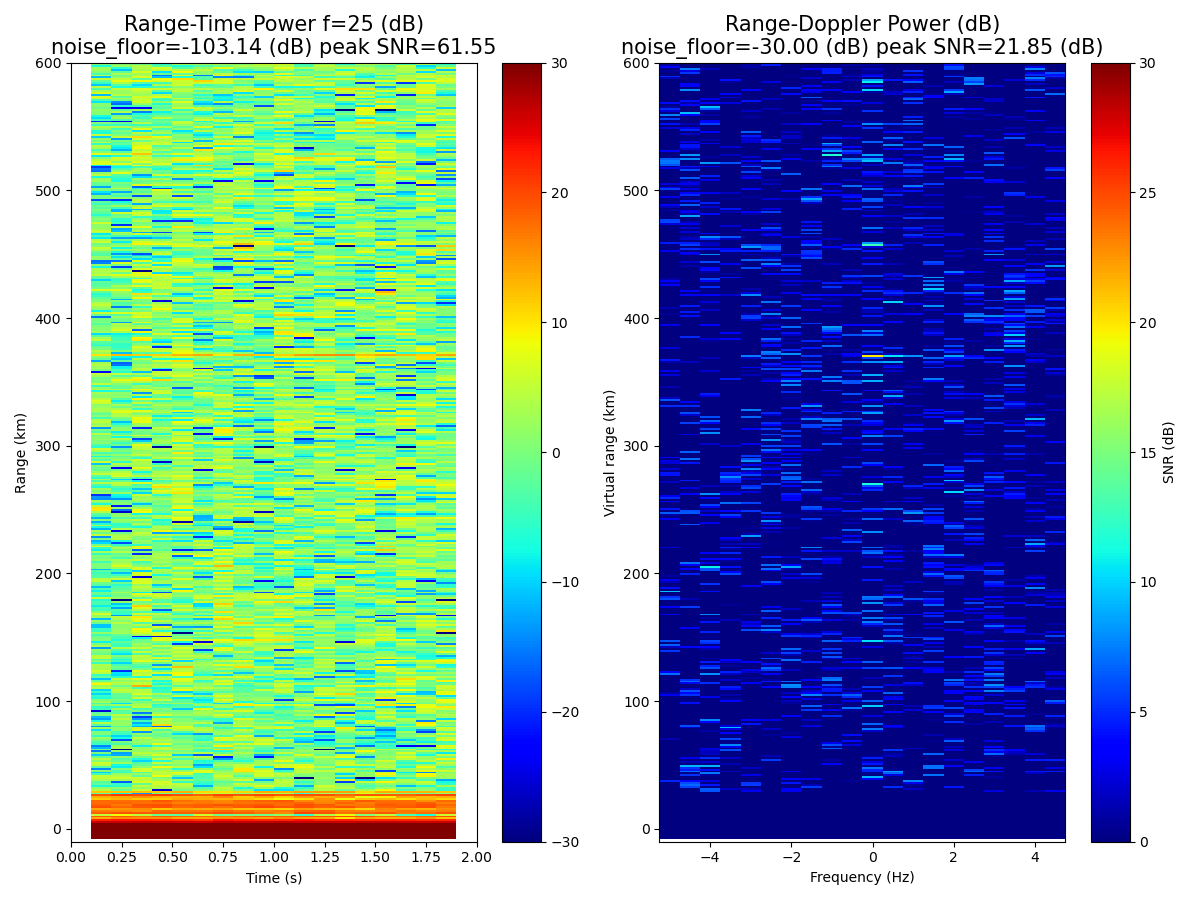 Range-Time Power f=25 (dB)
noise_floor=-103.14 (dB) peak SNR=61.55
Range (km)
600
500
400
300
200
100
0
0.00 0.25 0.50 0.75 1.00 1.25 1.50 1.75 2.00
Time (s)
30
20
10
0
−10
−20
−30
Range-Doppler Power (dB)
noise_floor=-30.00 (dB) peak SNR=21.85 (dB)
Virtual range (km)
600
500
400
300
200
100
0
−4 −2 0 2 4
Frequency (Hz)
30
25
20
15
10
5
0
SNR (dB)